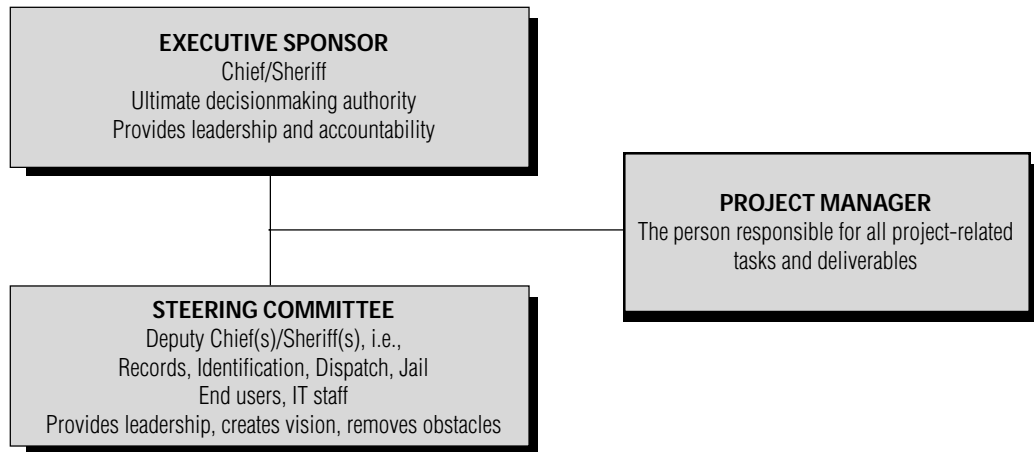 EXECUTIVE SPONSOR
Chief/Sheriff
Ultimate decisionmaking authority
Provides leadership and accountability
PROJECT MANAGER
The person responsible for all project-related
tasks and deliverables
STEERING COMMITTEE
Deputy Chief(s)/Sheriff(s), i.e.,
Records, Identification, Dispatch, Jail
End users, IT staff
Provides leadership, creates vision, removes obstacles